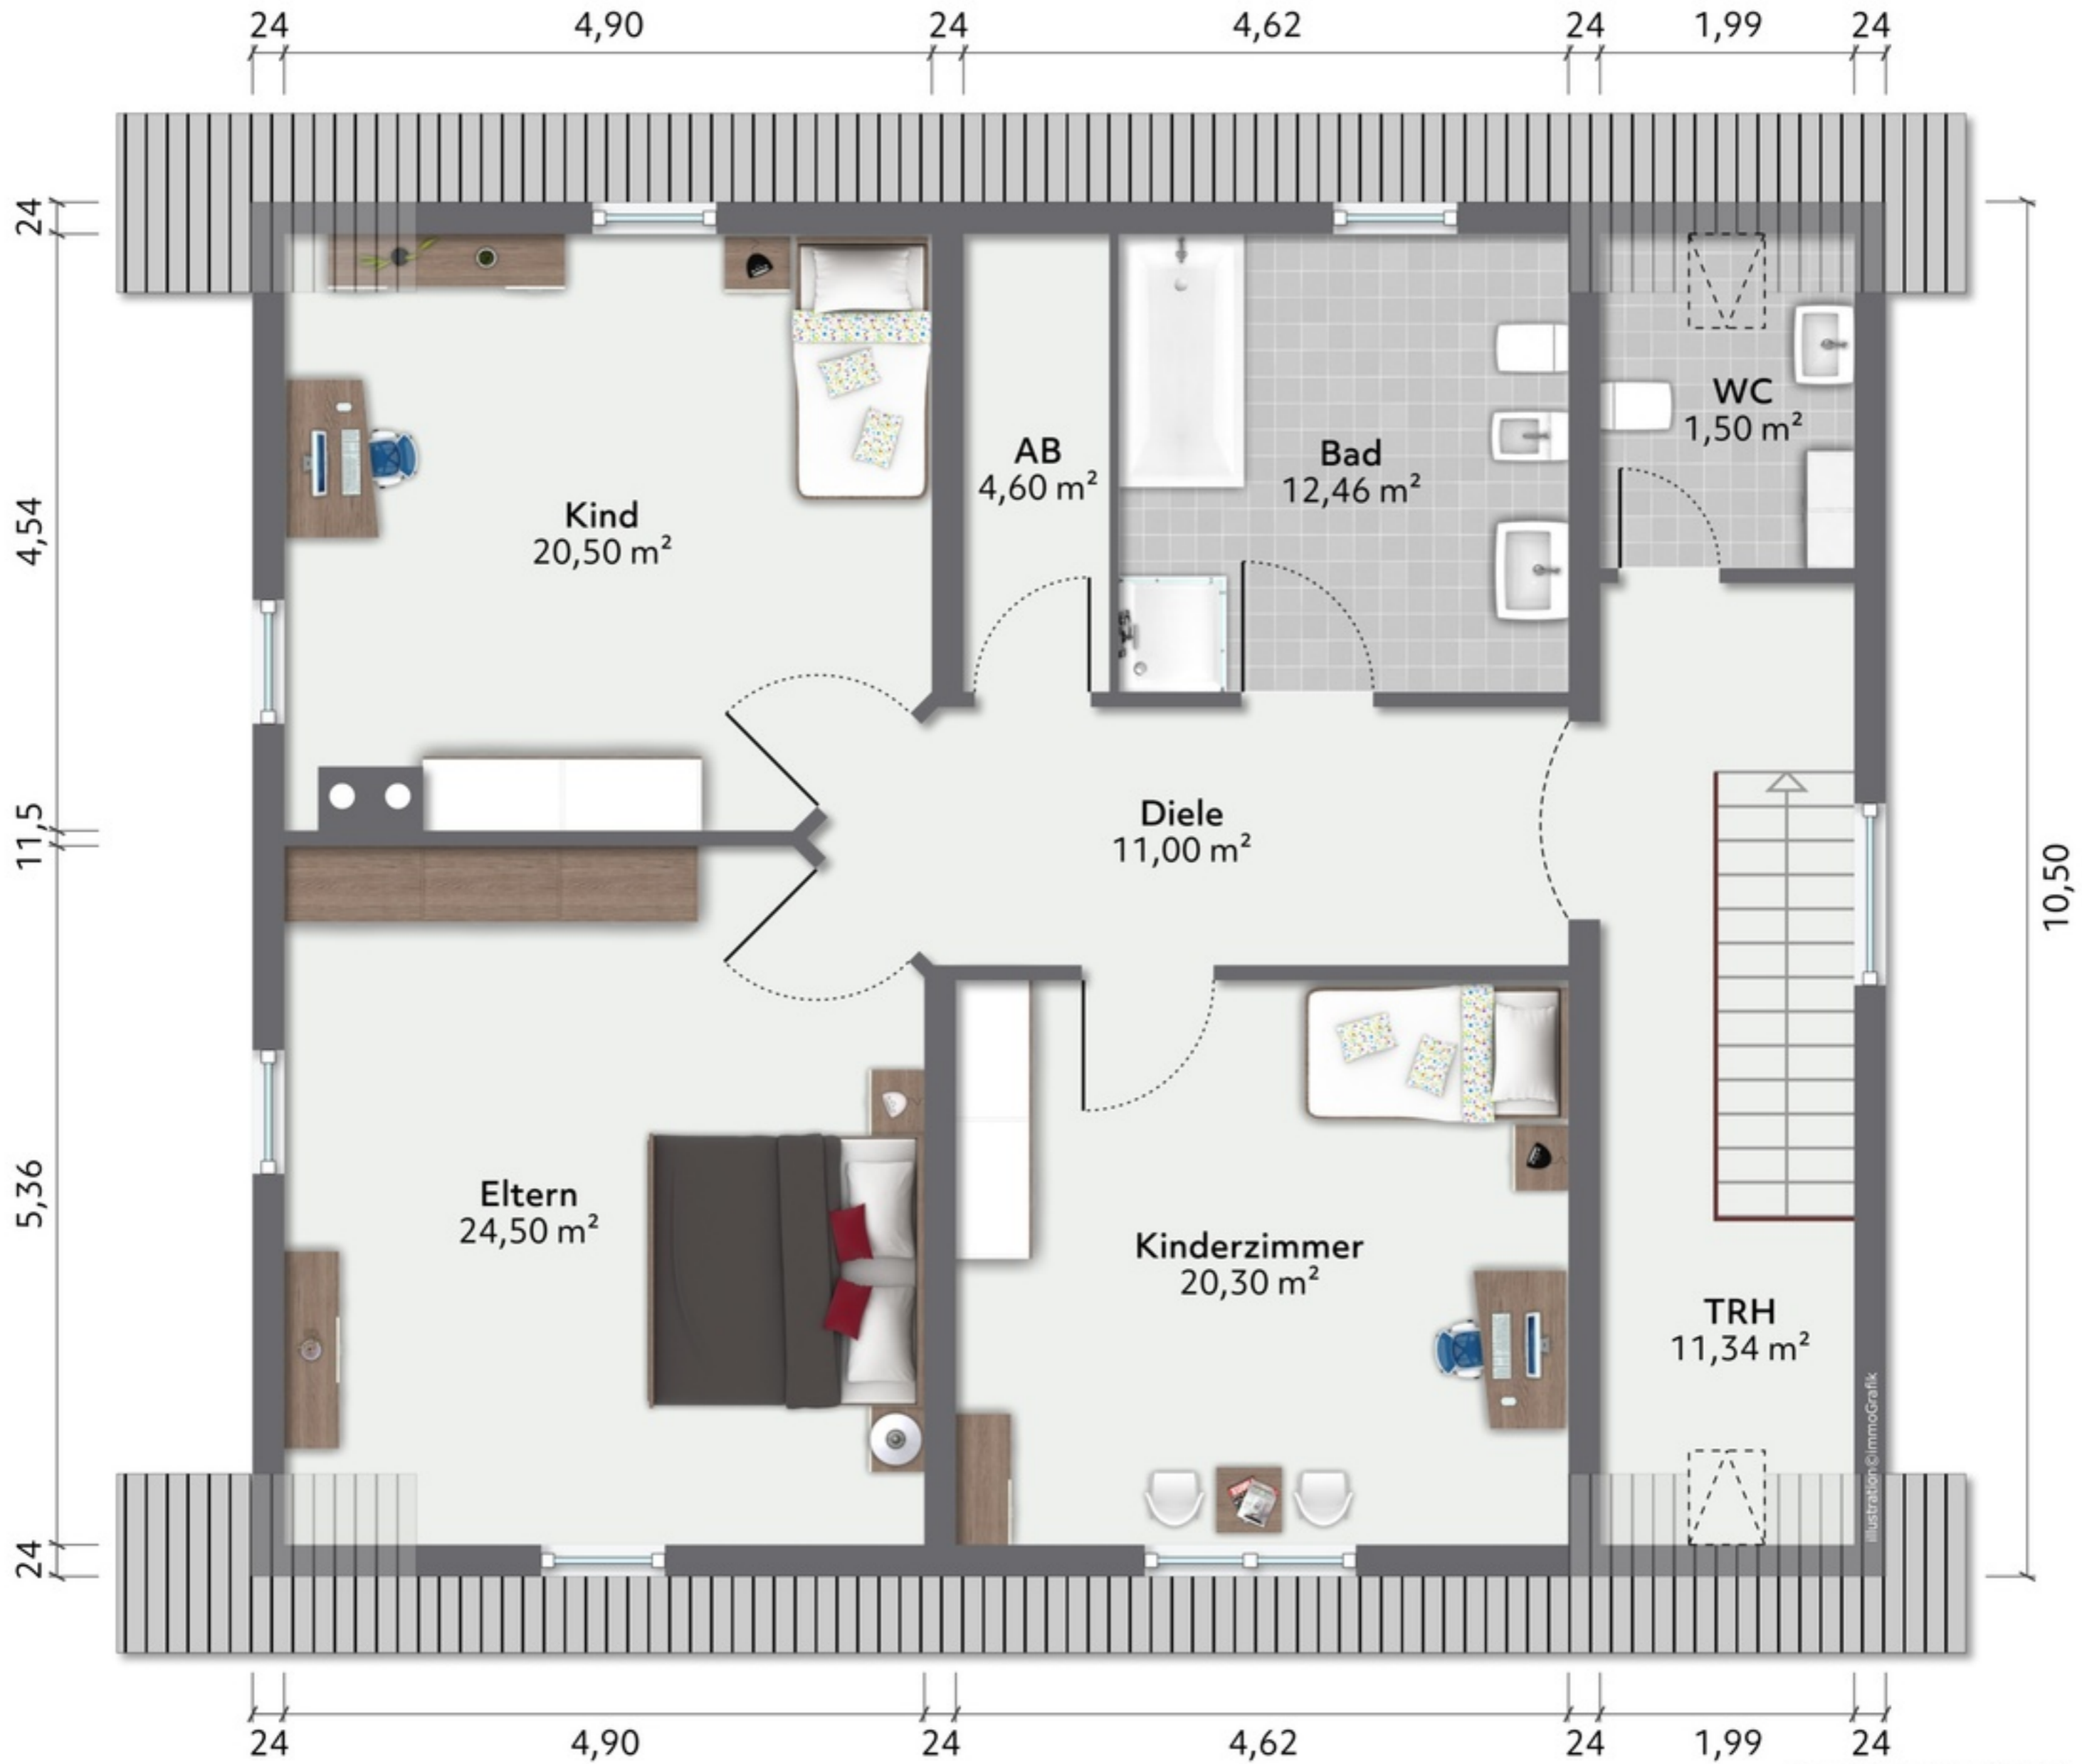 24 4,90 24 4,62 24 1,99 24
24
4,54
11,5
5,36
24
10,50
Kind
20,50 m²
AB
4,60 m²
Bad
12,46 m²
WC
1,50 m²
Diele
11,00 m²
Eltern
24,50 m²
Kinderzimmer
20,30 m²
TRH
11,34 m²
illustration©immoGrafik
24 4,90 24 4,62 24 1,99 24